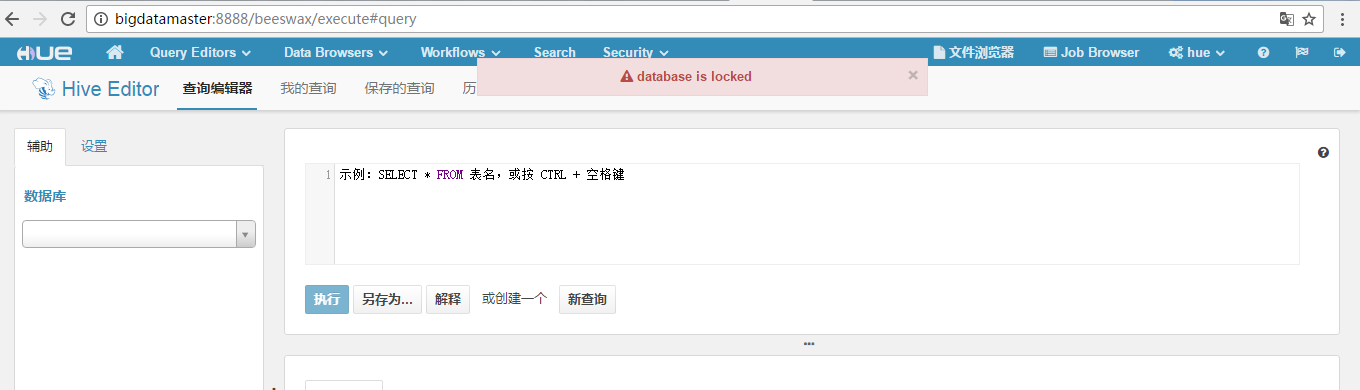 bigdatamaster:8888/beeswax/execute#query
HUE Query Editors Data Browsers Workflows Search Security 文件浏览器 Job Browser hue
database is locked ×
Hive Editor 查询编辑器 我的查询 保存的查询 历
辅助 设置
数据库
1 示例: SELECT * FROM 表名，或按 CTRL + 空格键
执行 另存为... 解释 或创建一个 新查询